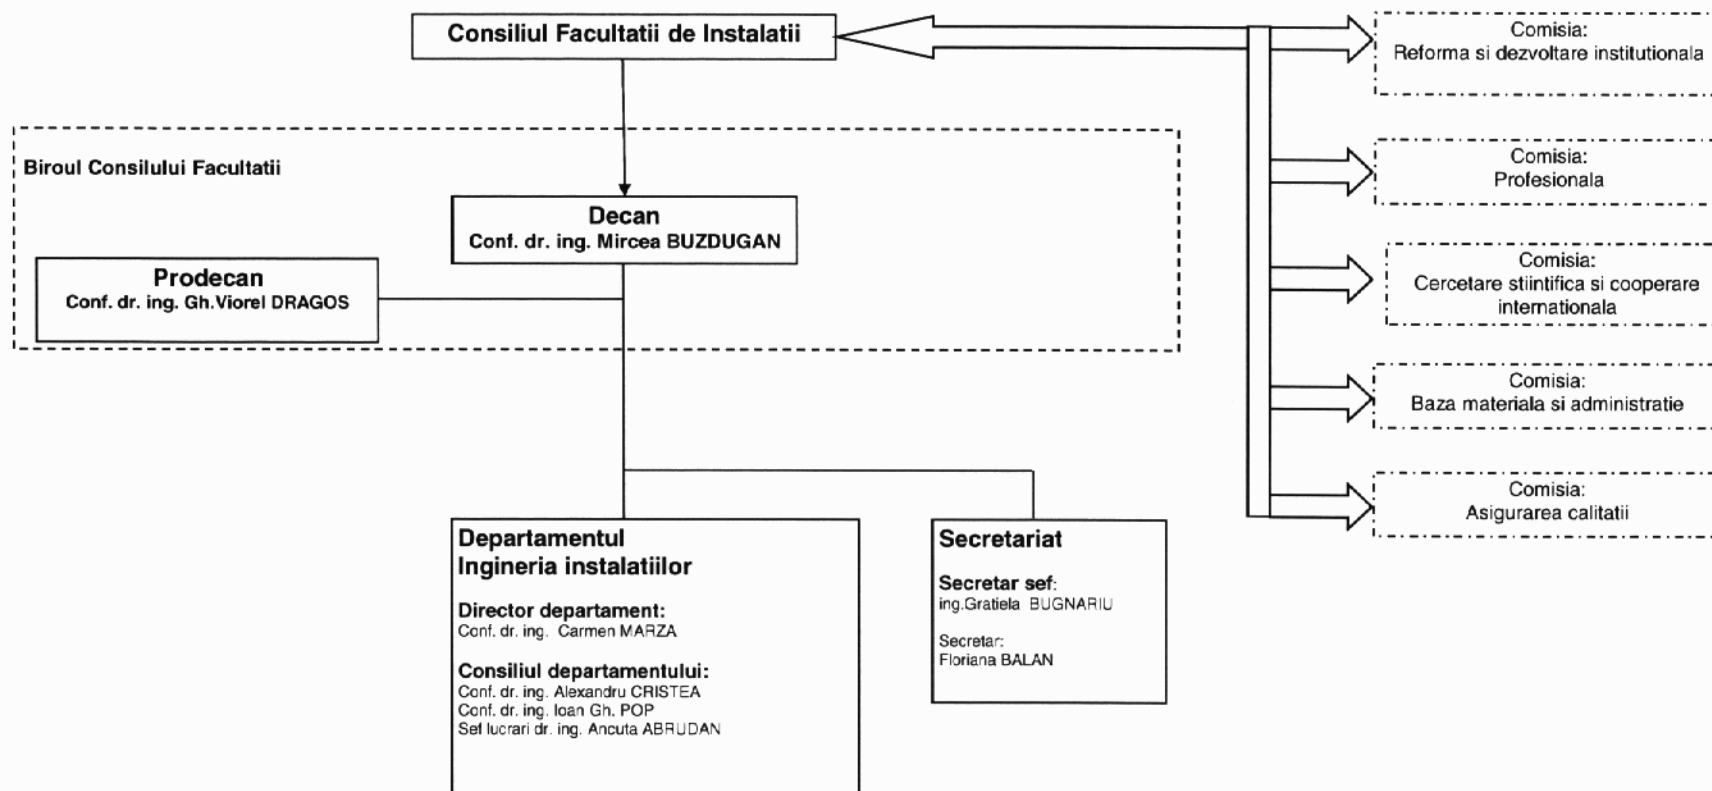 Consiliul Facultatii de Instalatii
Biroul Consilului Facultatii
Decan
Conf. dr. ing. Mircea BUZDUGAN
Prodecan
Conf. dr. ing. Gh.Viorel DRAGOS
Departamentul
Ingineria instalatiilor
Director departament:
Conf. dr. ing. Carmen MARZA
Consiliul departamentului:
Conf. dr. ing. Alexandru CRISTEA
Conf. dr. ing. Ioan Gh. POP
Sef lucrari dr. ing. Ancuta ABRUDAN
Secretariat
Secretar sef:
ing.Gratiela BUGNARIU
Secretar:
Floriana BALAN
Comisia:
Reforma si dezvoltare institutionala
Comisia:
Profesionala
Comisia:
Cercetare stiintifica si cooperare
internationala
Comisia:
Baza materiala si administratie
Comisia:
Asigurarea calitatii